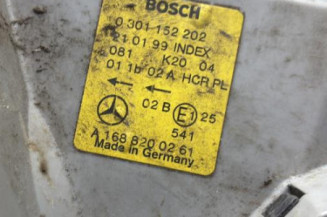 BOSCH
0 301 152 202
21.01.99 INDEX
081 K20 04
01 1b 02 A HCR PL
02 B E1 25
541
A 168 820 02 61
Made in Germany